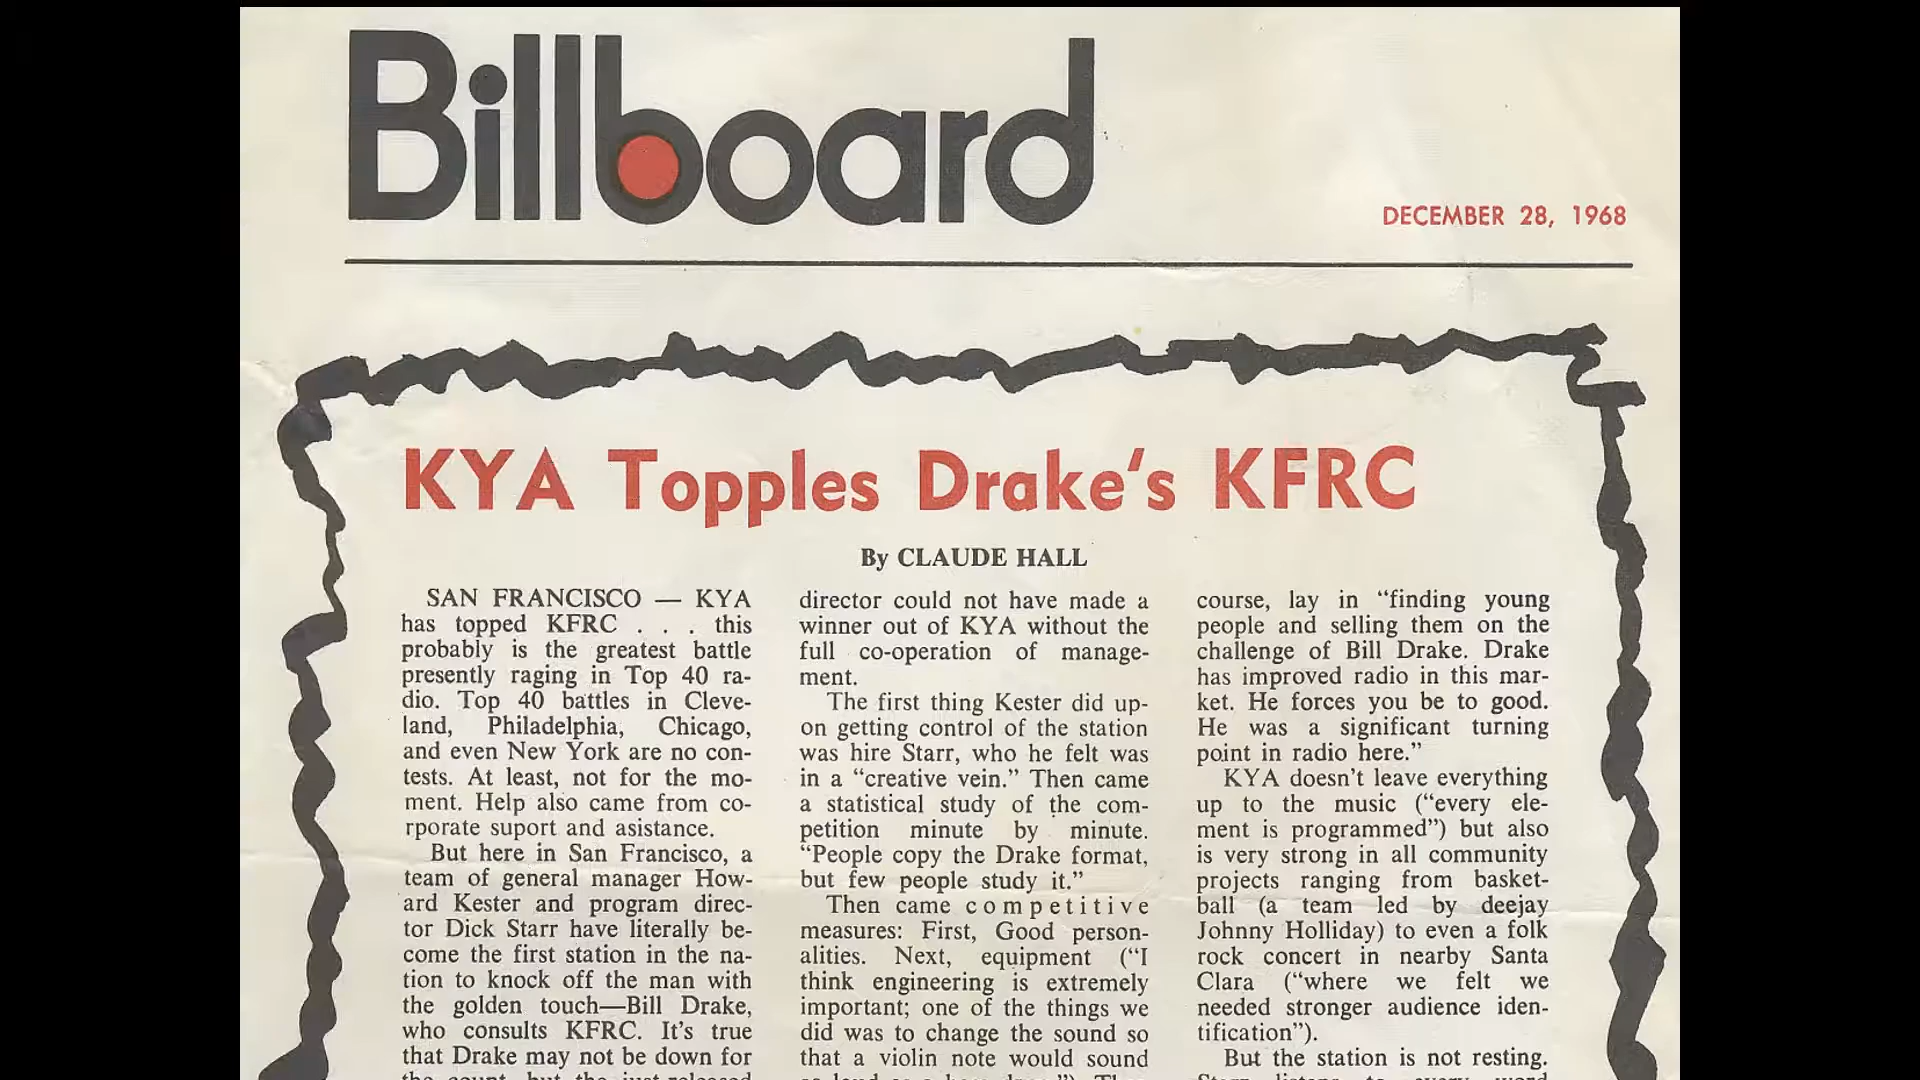 Billboard
DECEMBER 28, 1968
KYA Topples Drake‘s KFRC
By CLAUDE HALL
SAN FRANCISCO — KYA
has topped KFRC . . . this
probably is the greatest battle
presently raging in Top 40 ra-
dio. Top 40 battles in Cleve-
land, Philadelphia, Chicago,
and even New York are no con-
tests. At least, not for the mo-
ment. Help also came from co-
rporate suport and asistance.
But here in San Francisco, a
team of general manager How-
ard Kester and program direc-
tor Dick Starr have literally be-
come the first station in the na-
tion to knock off the man with
the golden touch—Bill Drake,
who consults KFRC. It's true
that Drake may not be down for
the count, but the just-released
director could not have made a
winner out of KYA without the
full co-operation of manage-
ment.
The first thing Kester did up-
on getting control of the station
was hire Starr, who he felt was
in a “creative vein.” Then came
a statistical study of the com-
petition minute by minute.
“People copy the Drake format,
but few people study it.”
Then came competitive
measures: First, Good person-
alities. Next, equipment (“I
think engineering is extremely
important; one of the things we
did was to change the sound so
that a violin note would sound
course, lay in “finding young
people and selling them on the
challenge of Bill Drake. Drake
has improved radio in this mar-
ket. He forces you be to good.
He was a significant turning
point in radio here.”
KYA doesn’t leave everything
up to the music (“every ele-
ment is programmed”) but also
is very strong in all community
projects ranging from basket-
ball (a team led by deejay
Johnny Holliday) to even a folk
rock concert in nearby Santa
Clara (“where we felt we
needed stronger audience iden-
tification”).
But the station is not resting.
Starr listens to every word